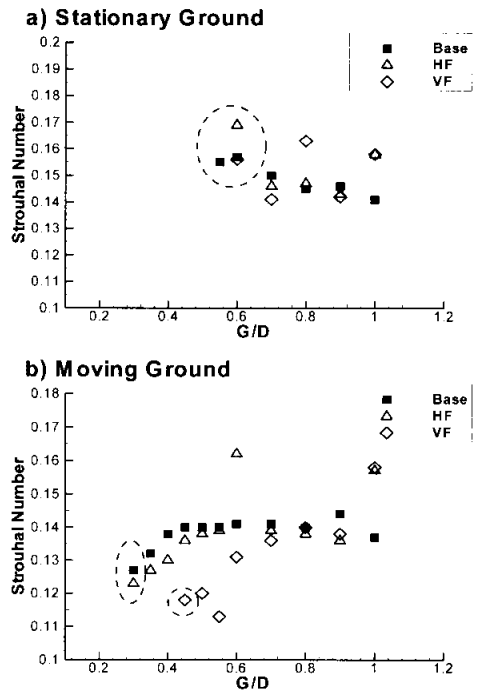 a) Stationary Ground
0.2
0.19
0.18
0.17
0.16
0.15
0.14
0.13
0.12
0.11
0.1
Strouhal Number
Base
HF
VF
0.2 0.4 0.6 0.8 1 1.2
G/D
b) Moving Ground
0.18
0.17
0.16
0.15
0.14
0.13
0.12
0.11
0.1
Strouhal Number
Base
HF
VF
0.2 0.4 0.6 0.8 1 1.2
G/D